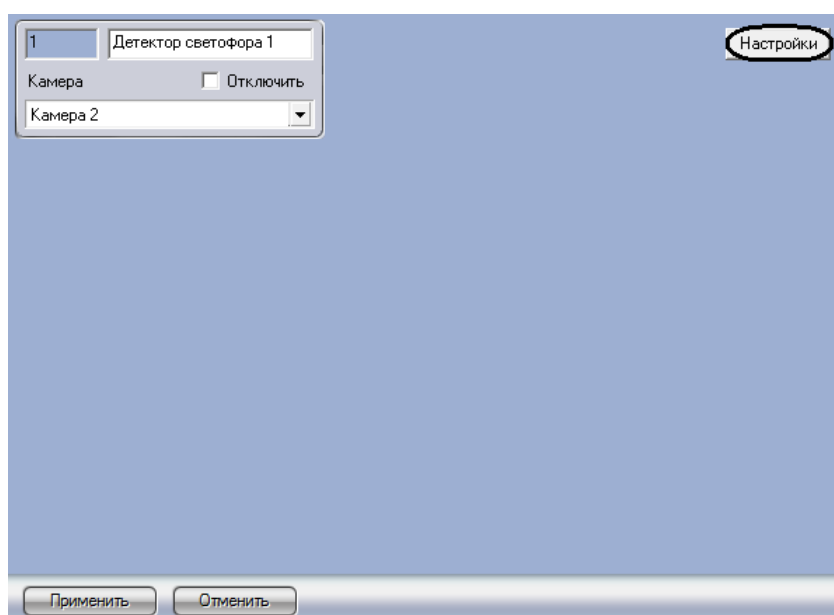 1 Детектор светофора 1
Настройки
Камера Отключить
Камера 2
Применить Отменить